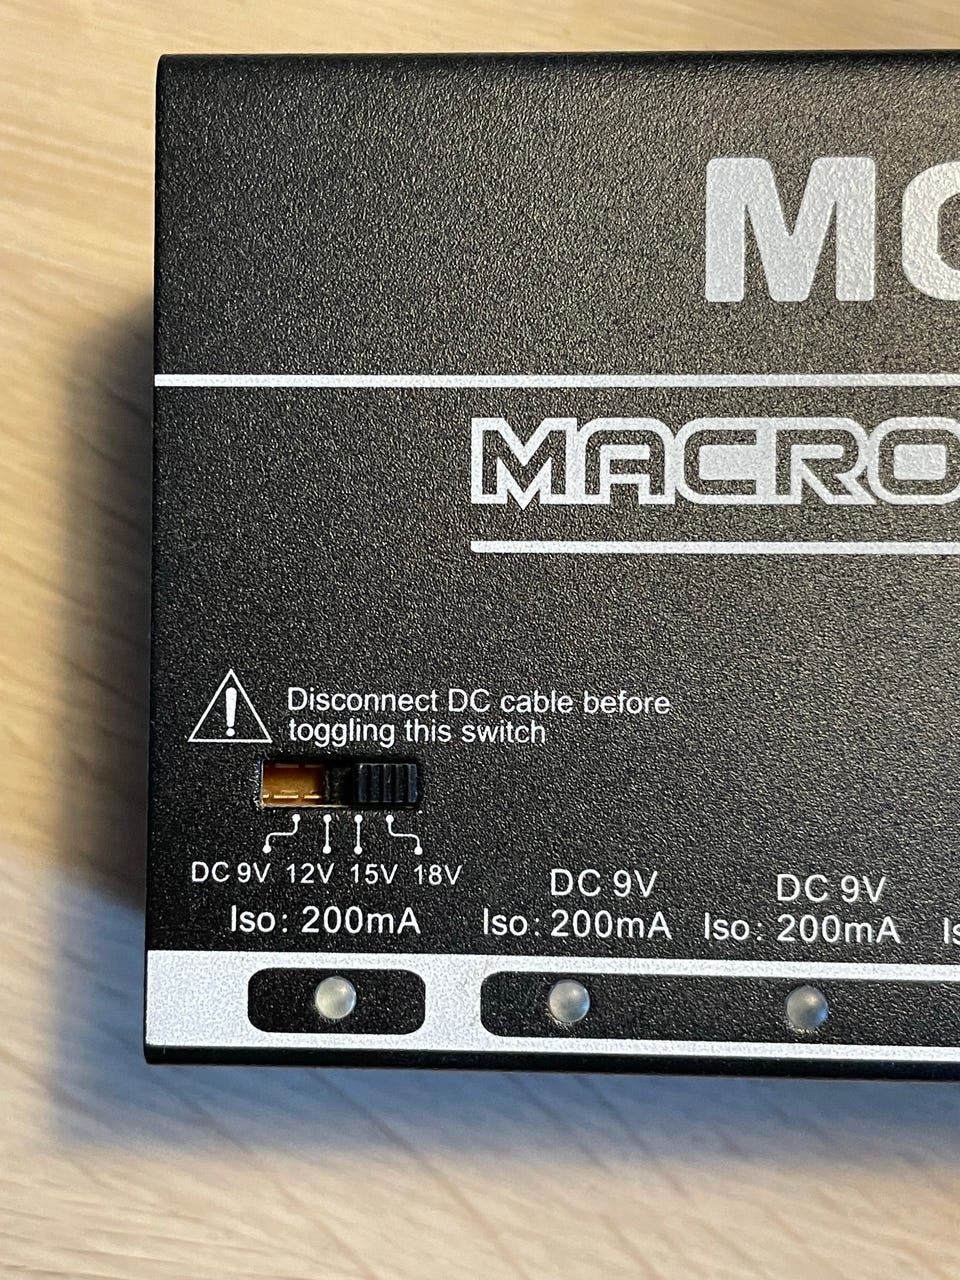 MO
MACRO
Disconnect DC cable before
toggling this switch
DC 9V 12V 15V 18V
Iso: 200mA
DC 9V
Iso: 200mA
DC 9V
Iso: 200mA